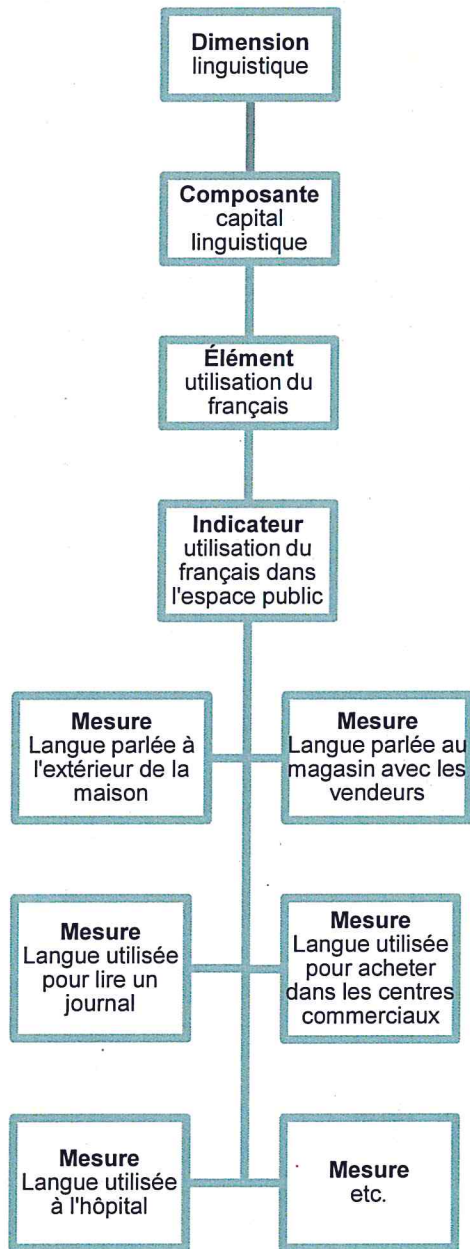 Dimension
linguistique
Composante
capital
linguistique
Élément
utilisation du
français
Indicateur
utilisation du
français dans
l'espace public
Mesure
Langue parlée à
l'extérieur de la
maison
Mesure
Langue parlée au
magasin avec les
vendeurs
Mesure
Langue utilisée
pour lire un
journal
Mesure
Langue utilisée
pour acheter
dans les centres
commerciaux
Mesure
Langue utilisée
à l'hôpital
Mesure
etc.